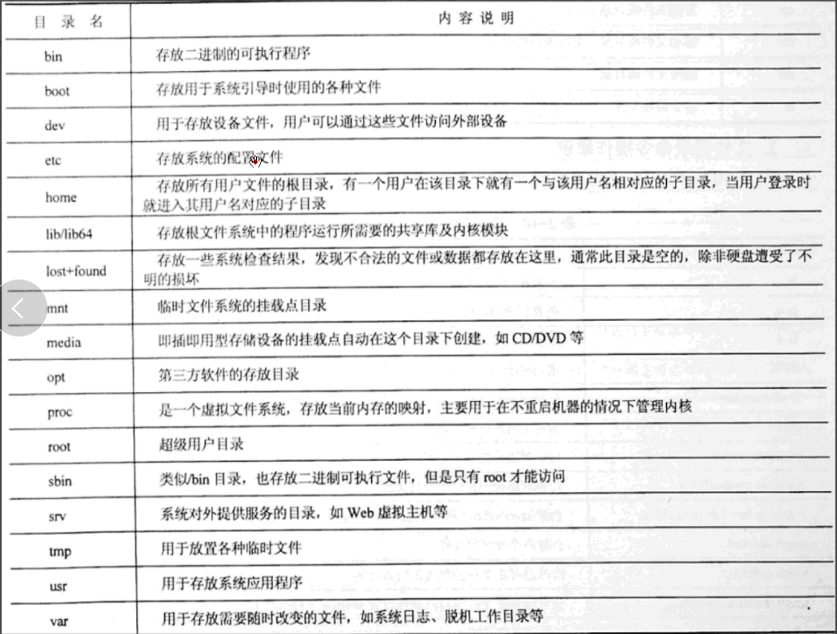 目 录 名 内 容 说 明
bin 存放二进制的可执行程序
boot 存放用于系统引导时使用的各种文件
dev 用于存放设备文件，用户可以通过这些文件访问外部设备
etc 存放系统的配置文件
home 存放所有用户文件的根目录，有一个用户在该目录下就有一个与该用户名相对应的子目录，当用户登录时
就进入其用户名对应的子目录
lib/lib64 存放根文件系统中的程序运行所需要的共享库及内核模块
lost+found 存放一些系统检查结果，发现不合法的文件或数据都存放在这里，通常此目录是空的，除非硬盘遭受了不
明的损坏
mnt 临时文件系统的挂载点目录
media 即插即用型存储设备的挂载点自动在这个目录下创建，如 CD/DVD 等
opt 第三方软件的存放目录
proc 是一个虚拟文件系统，存放当前内存的映射，主要用于在不重启机器的情况下管理内核
root 超级用户目录
sbin 类似/bin 目录，也存放二进制可执行文件，但是只有 root 才能访问
srv 系统对外提供服务的目录，如 Web 虚拟主机等
tmp 用于放置各种临时文件
usr 用于存放系统应用程序
var 用于存放需要随时改变的文件，如系统日志、脱机工作目录等